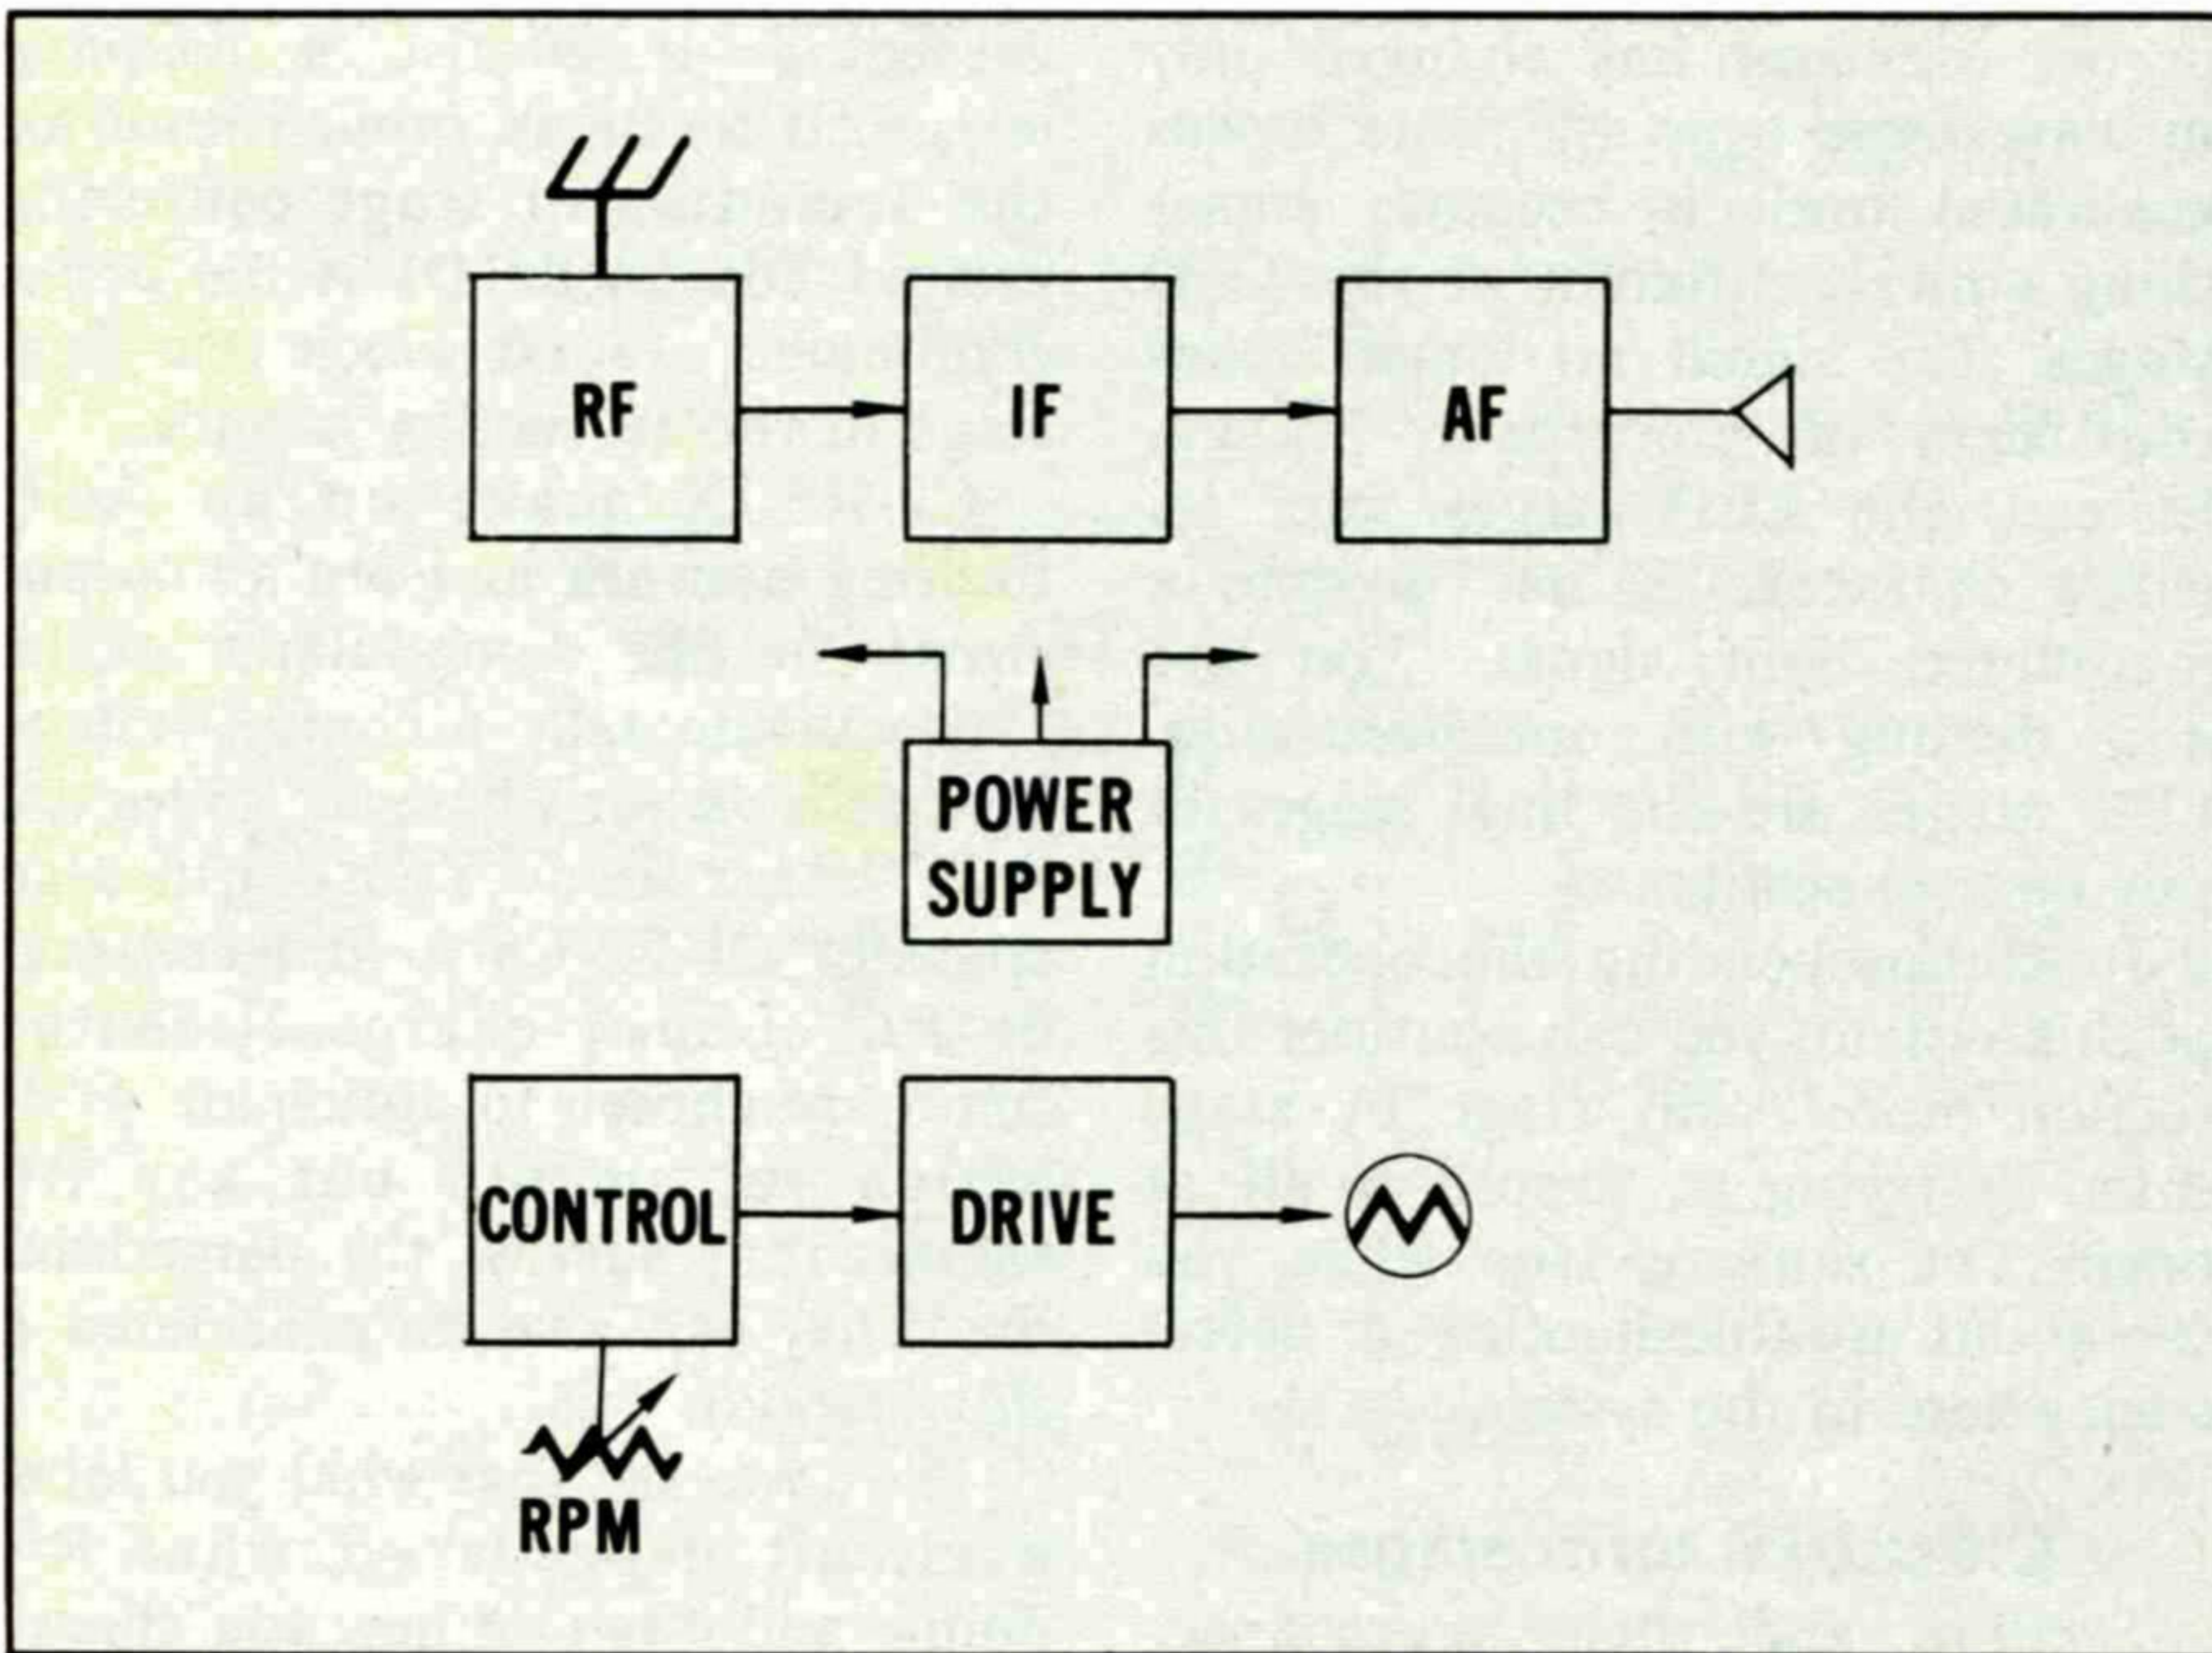 RF
IF
AF
POWER
SUPPLY
CONTROL
DRIVE
RPM